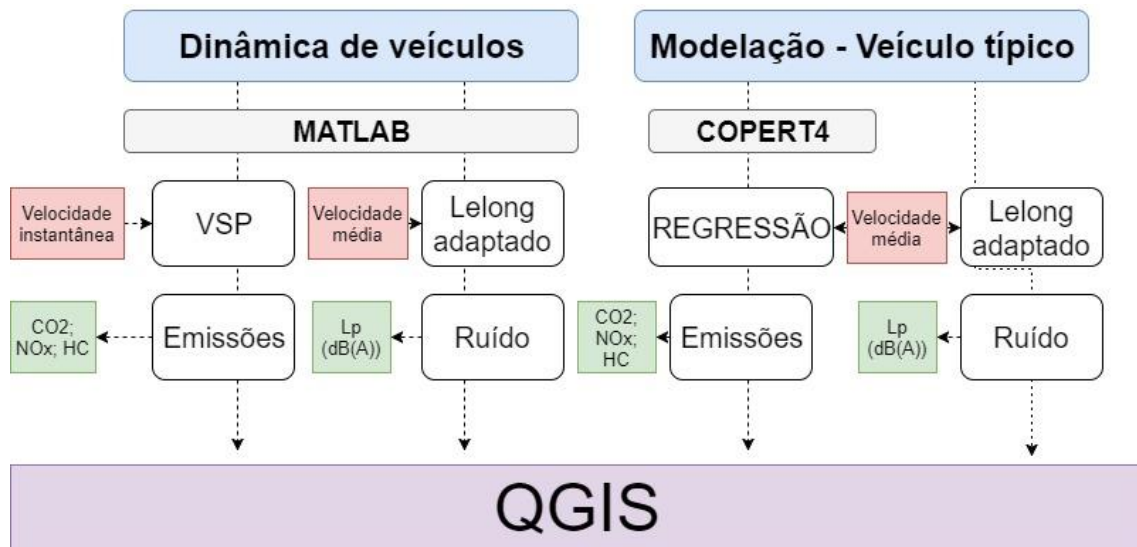 Dinâmica de veículos
Modelação - Veículo típico
MATLAB
COPERT4
Velocidade
instantânea
VSP
Velocidade
média
Lelong
adaptado
REGRESSÃO
Velocidade
média
Lelong
adaptado
CO2;
NOx; HC
Emissões
Lp
(dB(A))
Ruído
CO2;
NOx;
HC
Emissões
Lp
(dB(A))
Ruído
QGIS